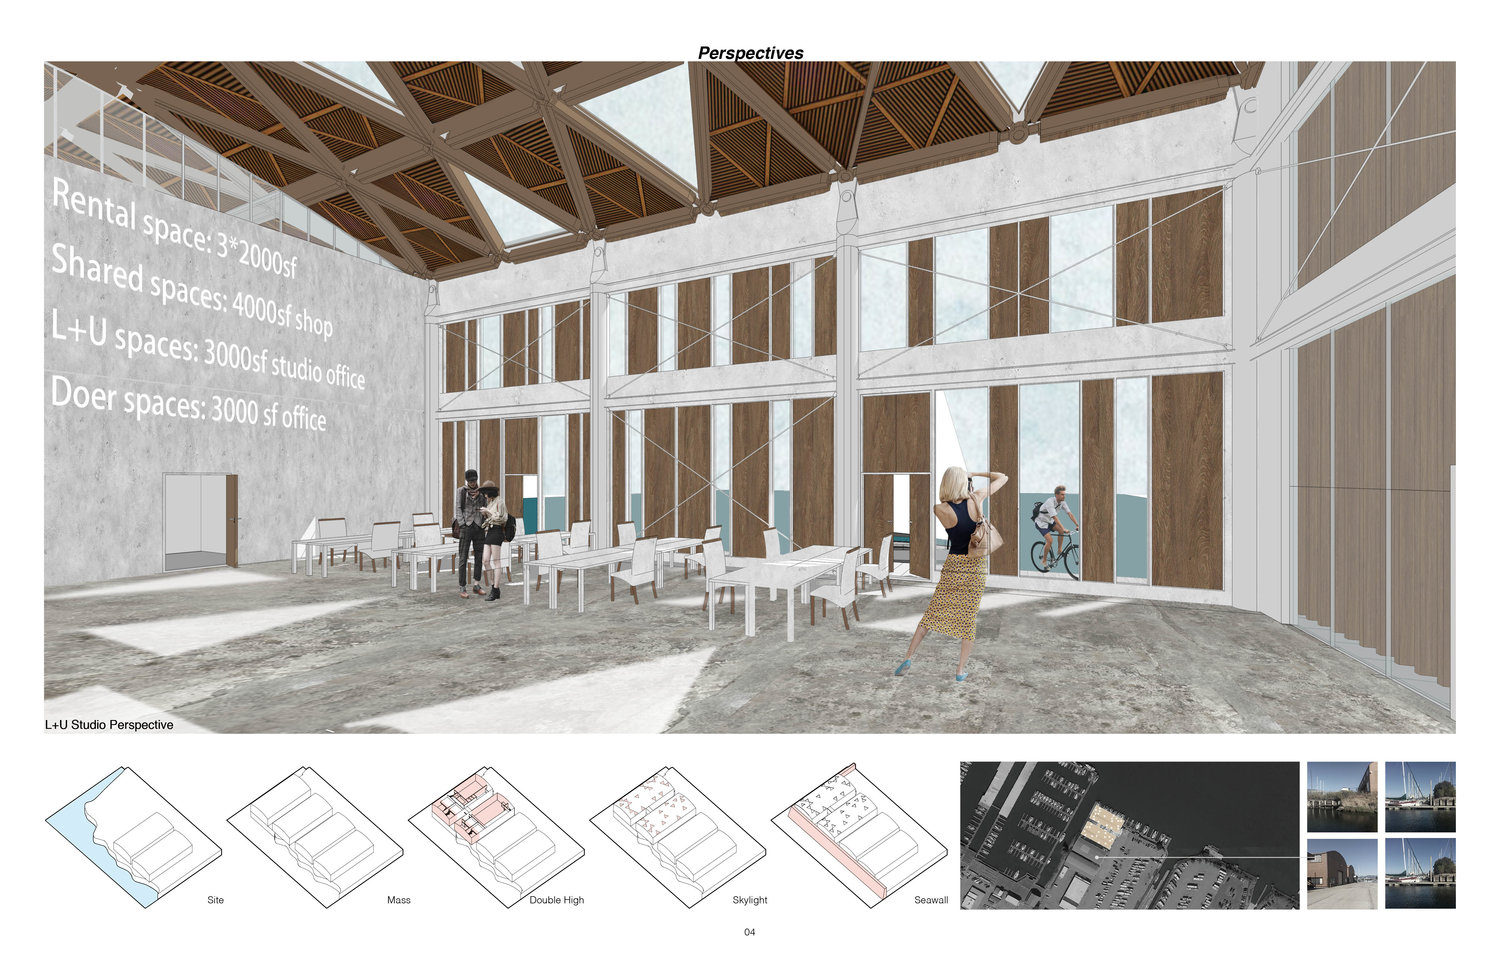 Perspectives
Rental space: 3*2000sf
Shared spaces: 4000sf shop
L+U spaces: 3000sf studio office
Doer spaces: 3000 sf office
L+U Studio Perspective
Site
Mass
Double High
Skylight
Seawall
04